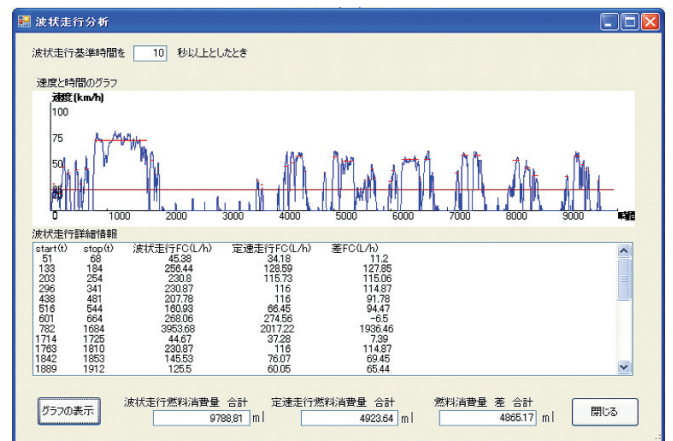 波状走行分析
波状走行基準時間を 10 秒以上としたとき
速度と時間のグラフ
速度(km/h)
100
75
50
0 1000 2000 3000 4000 5000 6000 7000 8000 9000
波状走行詳細情報
start(t) stop(t) 波状走行FC(L/h) 定速走行FC(L/h) 差FC(L/h)
51 68 45.38 34.18 11.2
133 184 256.44 128.59 127.85
203 254 230.8 115.73 115.06
296 341 230.87 116 114.87
438 481 207.78 116 91.78
516 544 160.93 66.45 94.47
601 664 268.06 274.56 -6.5
782 1684 3953.68 2017.22 1936.46
1714 1725 44.67 37.28 7.39
1763 1810 230.87 116 114.87
1842 1853 145.53 76.07 69.45
1889 1912 125.5 60.05 65.44
グラフの表示
波状走行燃料消費量 合計 定速走行燃料消費量 合計 燃料消費量 差 合計
9788.81 ml 4923.64 ml 4865.17 ml
閉じる